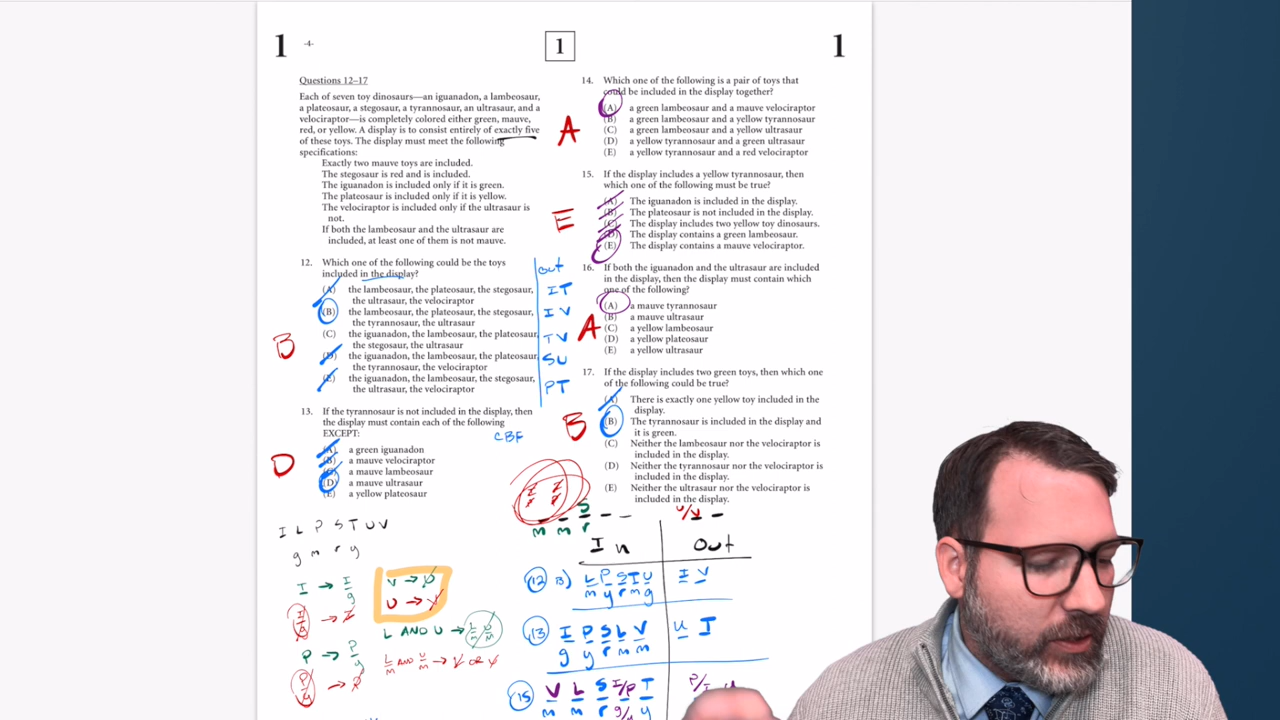 1
-4-
1
1
Questions 12–17
Each of seven toy dinosaurs—an iguanadon, a lambeosaur,
a plateosaur, a stegosaur, a tyrannosaur, an ultrasaur, and a
velociraptor—is completely colored either green, mauve,
red, or yellow. A display is to consist entirely of exactly five
of these toys. The display must meet the following
specifications:
Exactly two mauve toys are included.
The stegosaur is red and is included.
The iguanadon is included only if it is green.
The plateosaur is included only if it is yellow.
The velociraptor is included only if the ultrasaur is
not.
If both the lambeosaur and the ultrasaur are
included, at least one of them is not mauve.
12. Which one of the following could be the toys
included in the display?
(A) the lambeosaur, the plateosaur, the stegosaur,
the ultrasaur, the velociraptor
(B) the lambeosaur, the plateosaur, the stegosaur,
the tyrannosaur, the ultrasaur
(C) the iguanadon, the lambeosaur, the plateosaur,
the stegosaur, the ultrasaur
(D) the iguanadon, the lambeosaur, the plateosaur,
the tyrannosaur, the velociraptor
(E) the iguanadon, the lambeosaur, the stegosaur,
the ultrasaur, the velociraptor
B
out
IT
IV
TV
SU
PT
13. If the tyrannosaur is not included in the display, then
the display must contain each of the following
EXCEPT:
CBF
(A) a green iguanadon
(B) a mauve velociraptor
(C) a mauve lambeosaur
(D) a mauve ultrasaur
(E) a yellow plateosaur
D
14. Which one of the following is a pair of toys that
could be included in the display together?
(A) a green lambeosaur and a mauve velociraptor
(B) a green lambeosaur and a yellow tyrannosaur
(C) a green lambeosaur and a yellow ultrasaur
(D) a yellow tyrannosaur and a green ultrasaur
(E) a yellow tyrannosaur and a red velociraptor
A
15. If the display includes a yellow tyrannosaur, then
which one of the following must be true?
(A) The iguanadon is included in the display.
(B) The plateosaur is not included in the display.
(C) The display includes two yellow toy dinosaurs.
(D) The display contains a green lambeosaur.
(E) The display contains a mauve velociraptor.
E
16. If both the iguanadon and the ultrasaur are included
in the display, then the display must contain which
one of the following?
(A) a mauve tyrannosaur
(B) a mauve ultrasaur
(C) a yellow lambeosaur
(D) a yellow plateosaur
(E) a yellow ultrasaur
A
17. If the display includes two green toys, then which one
of the following could be true?
(A) There is exactly one yellow toy included in the
display.
(B) The tyrannosaur is included in the display and
it is green.
(C) Neither the lambeosaur nor the velociraptor is
included in the display.
(D) Neither the tyrannosaur nor the velociraptor is
included in the display.
(E) Neither the ultrasaur nor the velociraptor is
included in the display.
B
I L P S T U V
g m r y
I → I
g
P → P
y
V → U
U → V
L AND U →
S
m m r
U/V
In Out
12 B) L P S T U I V
m y r m g
13 I P S L V U I
g y r m m
15 V L S I/P T P/I U
m m r g/y y